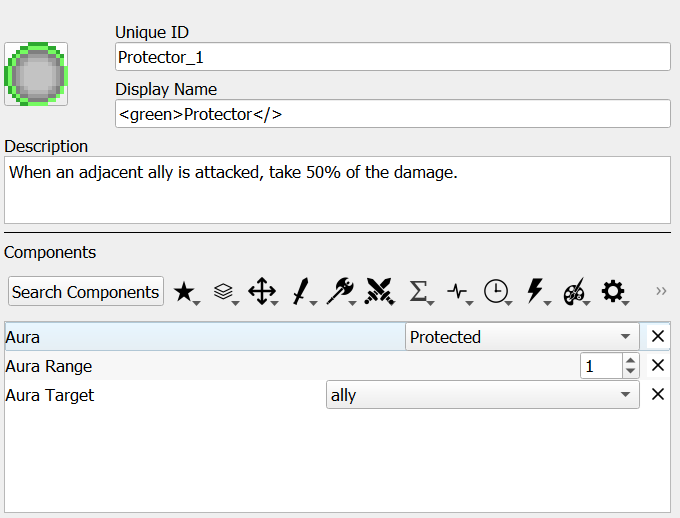 Unique ID
Protector_1
Display Name
<green>Protector</>
Description
When an adjacent ally is attacked, take 50% of the damage.
Components
Search Components
Aura Protected
Aura Range 1
Aura Target ally